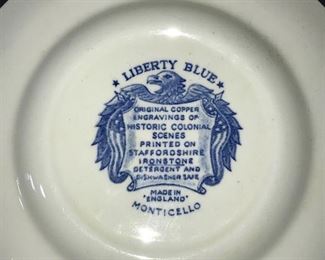 ★ LIBERTY BLUE ★
ORIGINAL COPPER
ENGRAVINGS OF
HISTORIC COLONIAL
SCENES
PRINTED ON
STAFFORDSHIRE
IRONSTONE
DETERGENT AND
DISHWASHER SAFE
MADE IN
"ENGLAND"
MONTICELLO